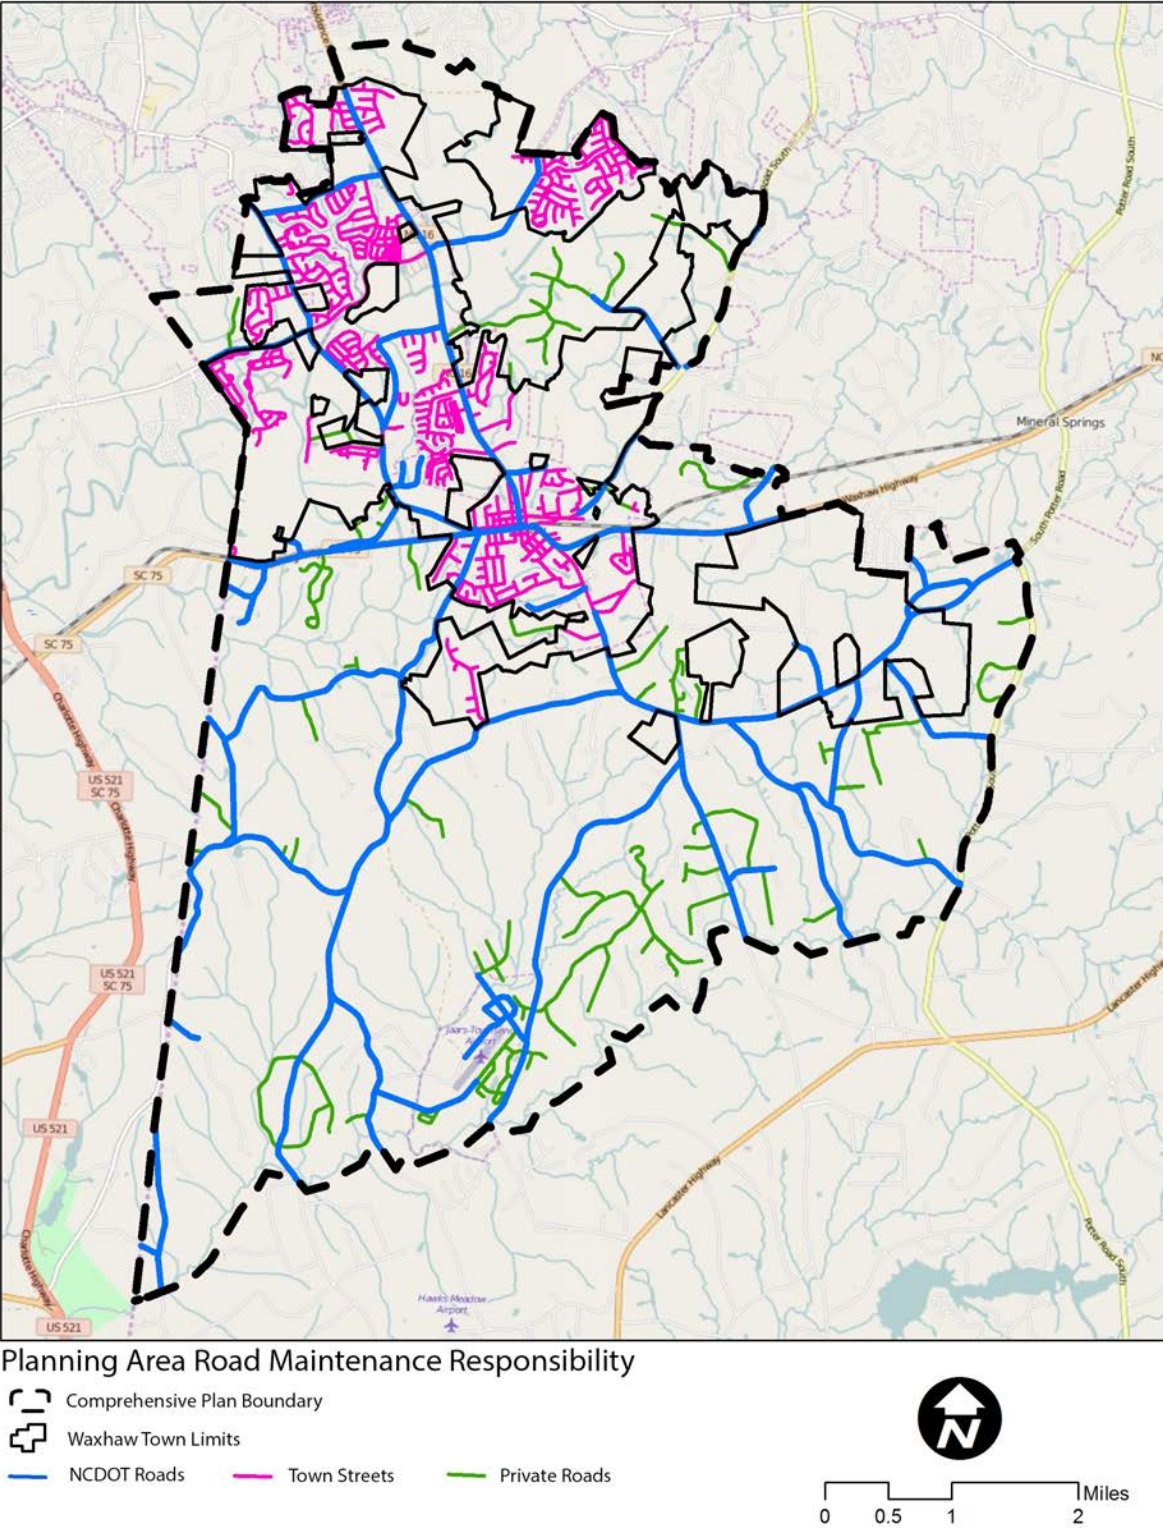 Potter Road South
Mineral Springs
Waxhaw Highway
South Potter Road
SC 75
SC 75
Charlotte Highway
US 521
SC 75
Charlotte Highway
US 521
SC 75
Airport
Lancaster Highway
US 521
Lancaster Highway
Potter Road South
Charlotte Highway
Hawks Meadow
Airport
US 521
Planning Area Road Maintenance Responsibility
Comprehensive Plan Boundary
Waxhaw Town Limits
NCDOT Roads
Town Streets
Private Roads
N
Miles
0 0.5 1 2